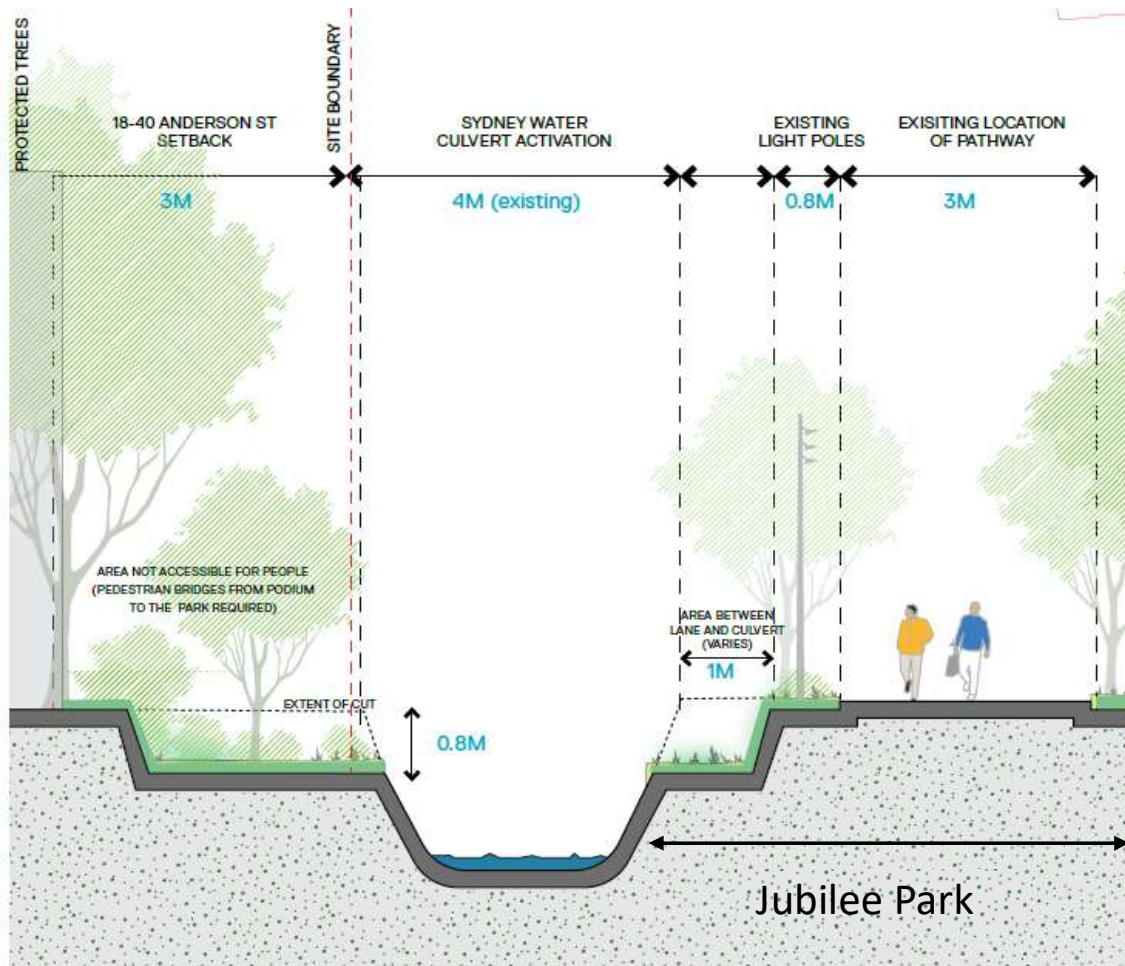 PROTECTED TREES
18-40 ANDERSON ST
SETBACK
SITE BOUNDARY
SYDNEY WATER
CULVERT ACTIVATION
EXISTING
LIGHT POLES
EXISITING LOCATION
OF PATHWAY
3M
4M (existing)
0.8M
3M
AREA NOT ACCESSIBLE FOR PEOPLE
(PEDESTRIAN BRIDGES FROM PODIUM
TO THE PARK REQUIRED)
AREA BETWEEN
LANE AND CULVERT
(VARIES)
1M
EXTENT OF CUT
0.8M
Jubilee Park